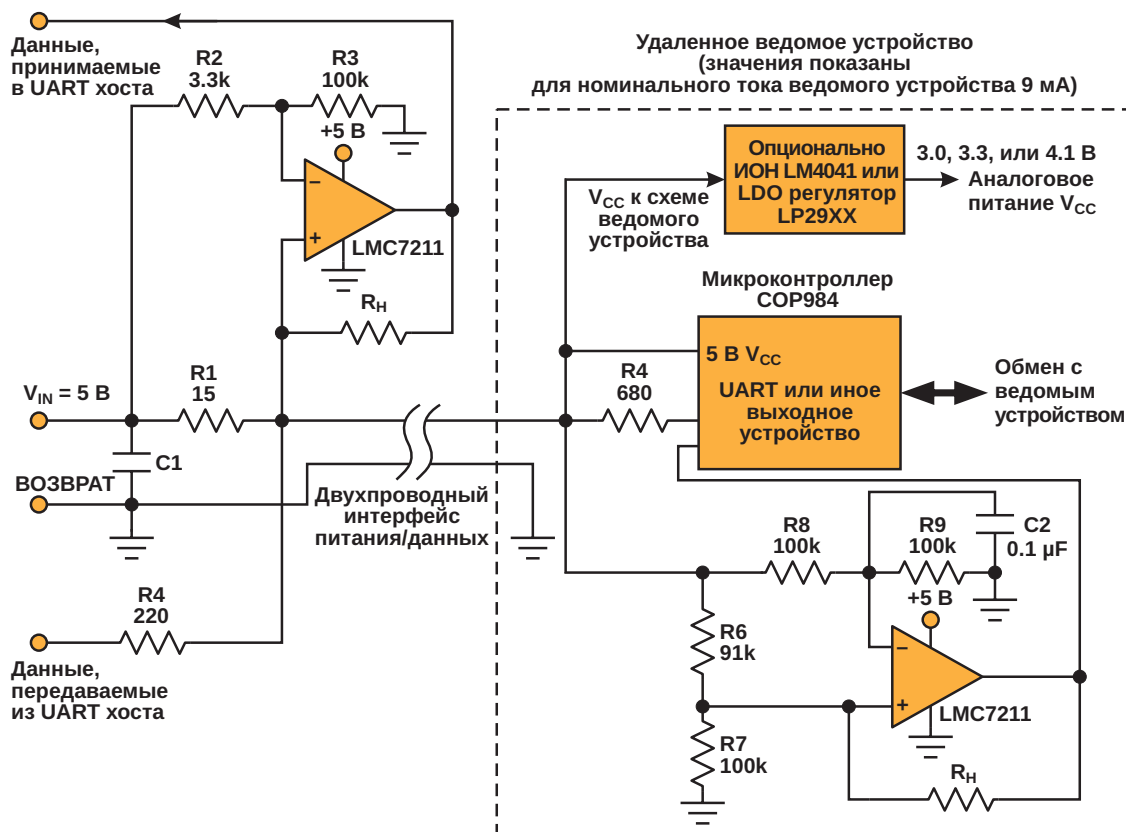 Данные,
принимаемые
в UART хоста
R2
3.3k
R3
100k
+5 В
−
+
LMC7211
R_H
V_IN = 5 В
R1
15
C1
ВОЗВРАТ
Двухпроводный
интерфейс
питания/данных
R4
220
Данные,
передаваемые
из UART хоста
Удаленное ведомое устройство
(значения показаны
для номинального тока ведомого устройства 9 мА)
Опционально
ИОН LM4041 или
LDO регулятор
LP29XX
3.0, 3.3, или 4.1 В
Аналоговое
питание V_CC
V_CC к схеме
ведомого
устройства
Микроконтроллер
COP984
5 В V_CC
UART или иное
выходное
устройство
R4
680
Обмен с
ведомым
устройством
R8
100k
R9
100k
C2
0.1 µF
+5 В
R6
91k
−
+
LMC7211
R7
100k
R_H